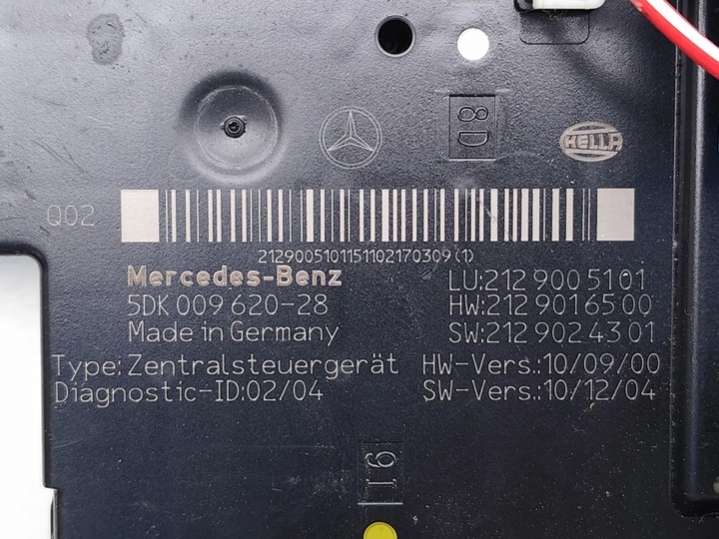 8D
HELLA
Q02
2129005101151102170309(1)
Mercedes-Benz
LU:212 900 51 01
5DK 009 620-28
HW:212 901 65 00
Made in Germany
SW:212 902 43 01
Type: Zentralsteuergerät
HW-Vers.:10/09/00
Diagnostic-ID:02/04
SW-Vers.:10/12/04